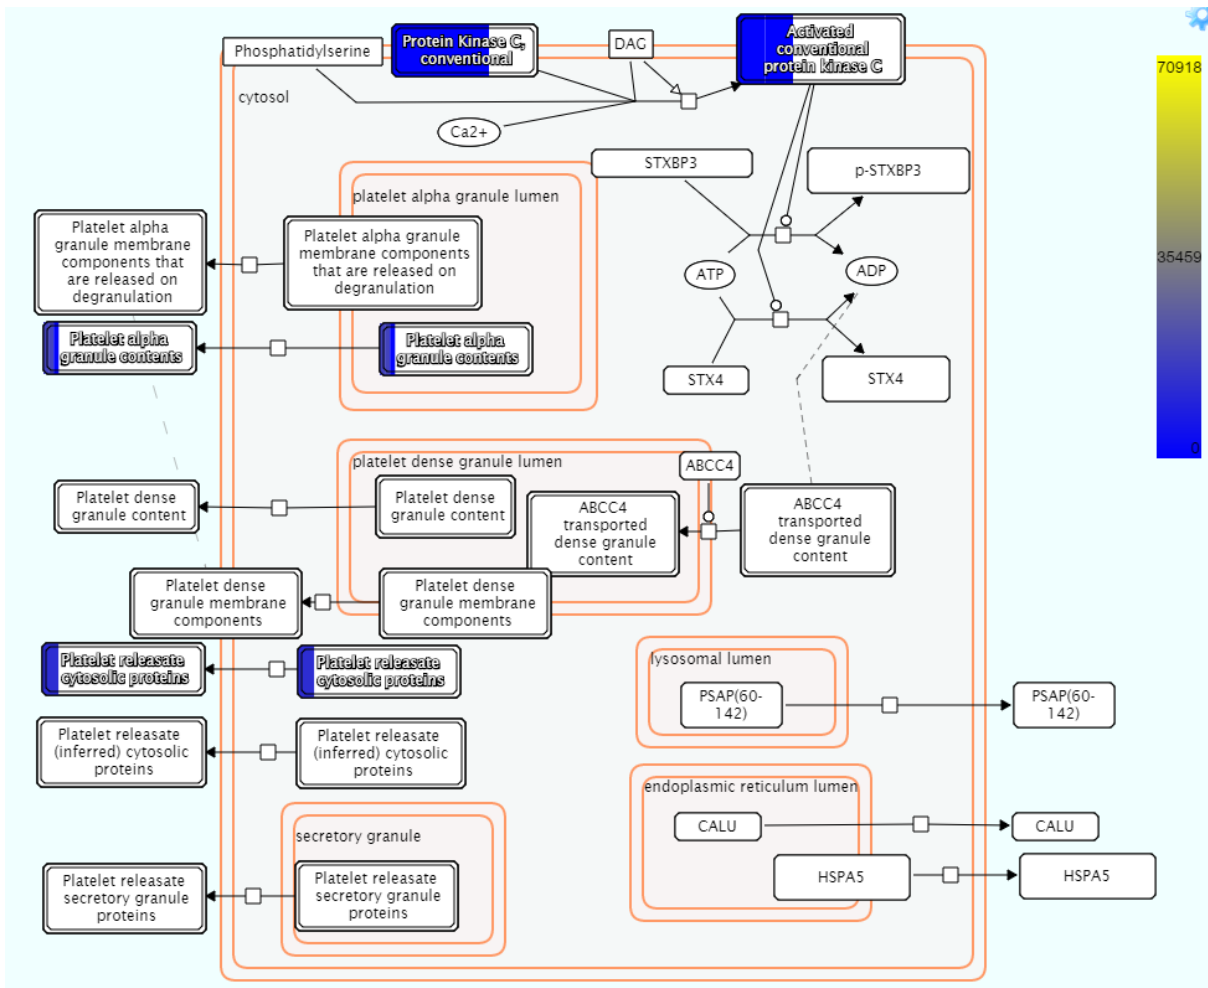 Phosphatidylserine
Protein Kinase C,
conventional
DAG
Activated
conventional
protein kinase C
70918
35459
0
cytosol
Ca2+
STXBP3
p-STXBP3
platelet alpha granule lumen
Platelet alpha
granule membrane
components that
are released on
degranulation
Platelet alpha granule
membrane components
that are released on
degranulation
ATP
ADP
Platelet alpha
granule contents
Platelet alpha
granule contents
STX4
STX4
platelet dense granule lumen
ABCC4
Platelet dense
granule content
Platelet dense
granule content
ABCC4
transported
dense granule
content
ABCC4
transported
dense granule
content
Platelet dense
granule membrane
components
Platelet dense
granule membrane
components
Platelet releasate
cytosolic proteins
Platelet releasate
cytosolic proteins
lysosomal lumen
PSAP(60-
142)
PSAP(60-
142)
Platelet releasate
(inferred) cytosolic
proteins
Platelet releasate
(inferred) cytosolic
proteins
endoplasmic reticulum lumen
CALU
CALU
secretory granule
Platelet releasate
secretory granule
proteins
Platelet releasate
secretory granule
proteins
HSPA5
HSPA5